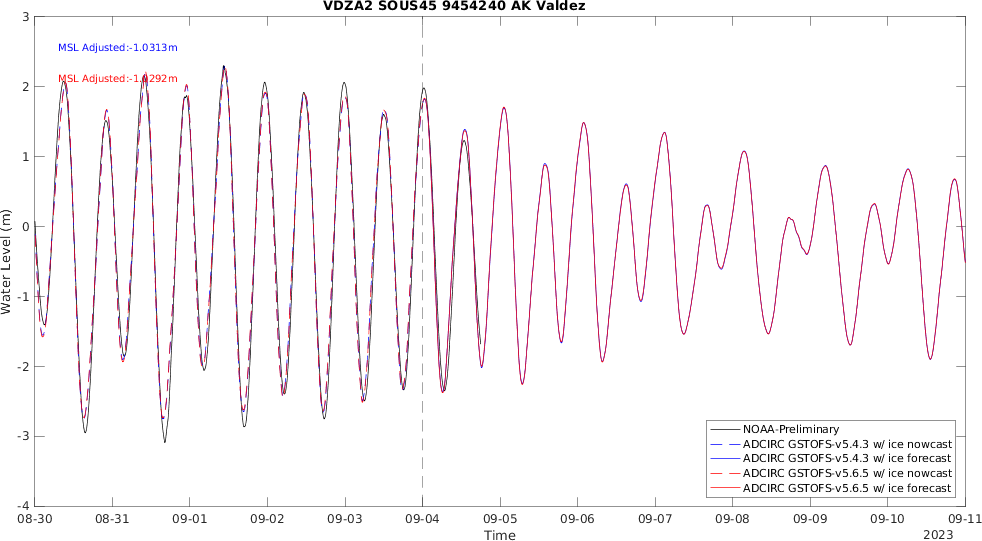 VDZA2 SOUS45 9454240 AK Valdez
3
2
1
0
-1
-2
-3
-4
Water Level (m)
MSL Adjusted:-1.0313m
MSL Adjusted:-1.0292m
NOAA-Preliminary
ADCIRC GSTOFS-v5.4.3 w/ ice nowcast
ADCIRC GSTOFS-v5.4.3 w/ ice forecast
ADCIRC GSTOFS-v5.6.5 w/ ice nowcast
ADCIRC GSTOFS-v5.6.5 w/ ice forecast
08-30 08-31 09-01 09-02 09-03 09-04 09-05 09-06 09-07 09-08 09-09 09-10 09-11
Time
2023